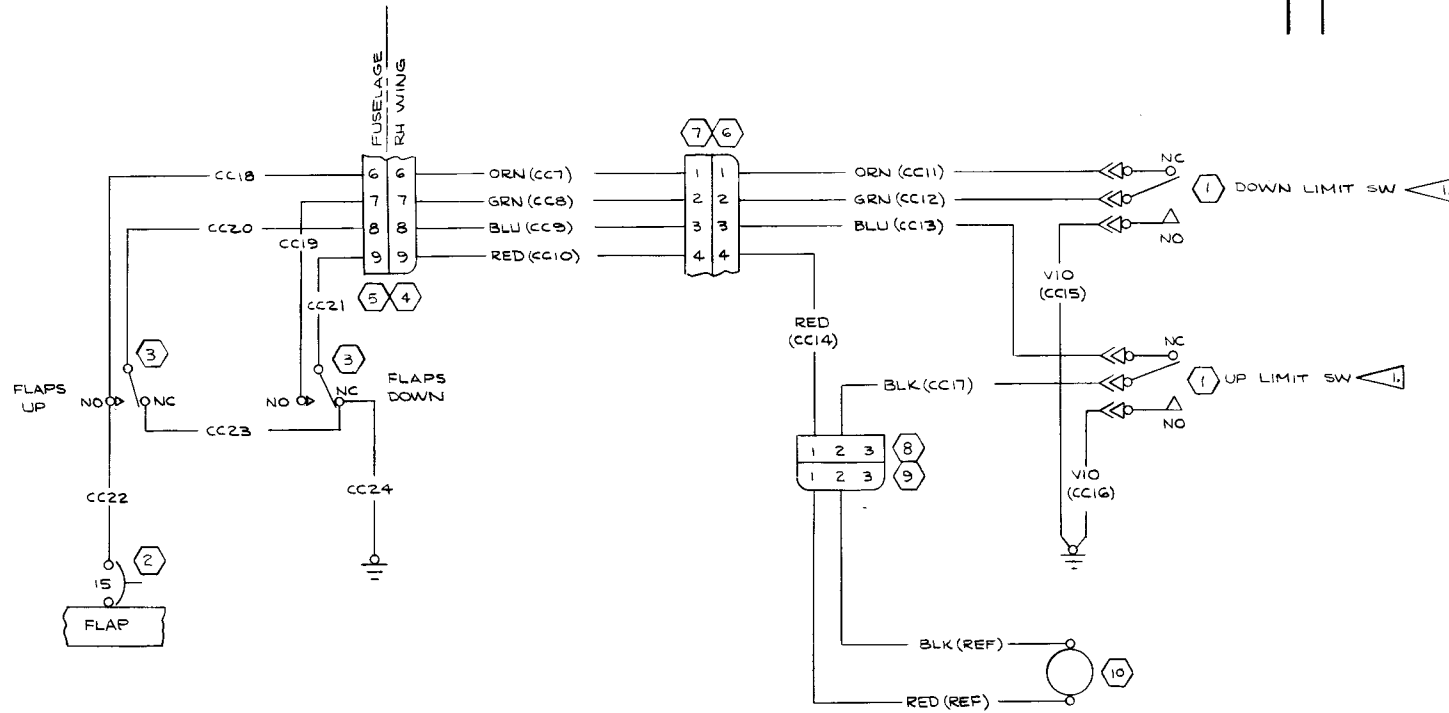 FUSELAGE
RH WING
7 6
CC18 6 6 ORN (CC7) 1 1 ORN (CC11) NC
7 7 GRN (CC8) 2 2 GRN (CC12) 1 DOWN LIMIT SW 1.
CC20 CC19 8 8 BLU (CC9) 3 3 BLU (CC13) NO
9 9 RED (CC10) 4 4
CC21 5 4
VIO
(CC15)
RED
(CC14)
3 3 NC
FLAPS
UP
NO NC NO NC
FLAPS
DOWN
BLK (CC17) 1 UP LIMIT SW 1.
NO
CC23
1 2 3 8
1 2 3 9
CC22 CC24
VIO
(CC16)
2
15
FLAP
BLK (REF)
10
RED (REF)